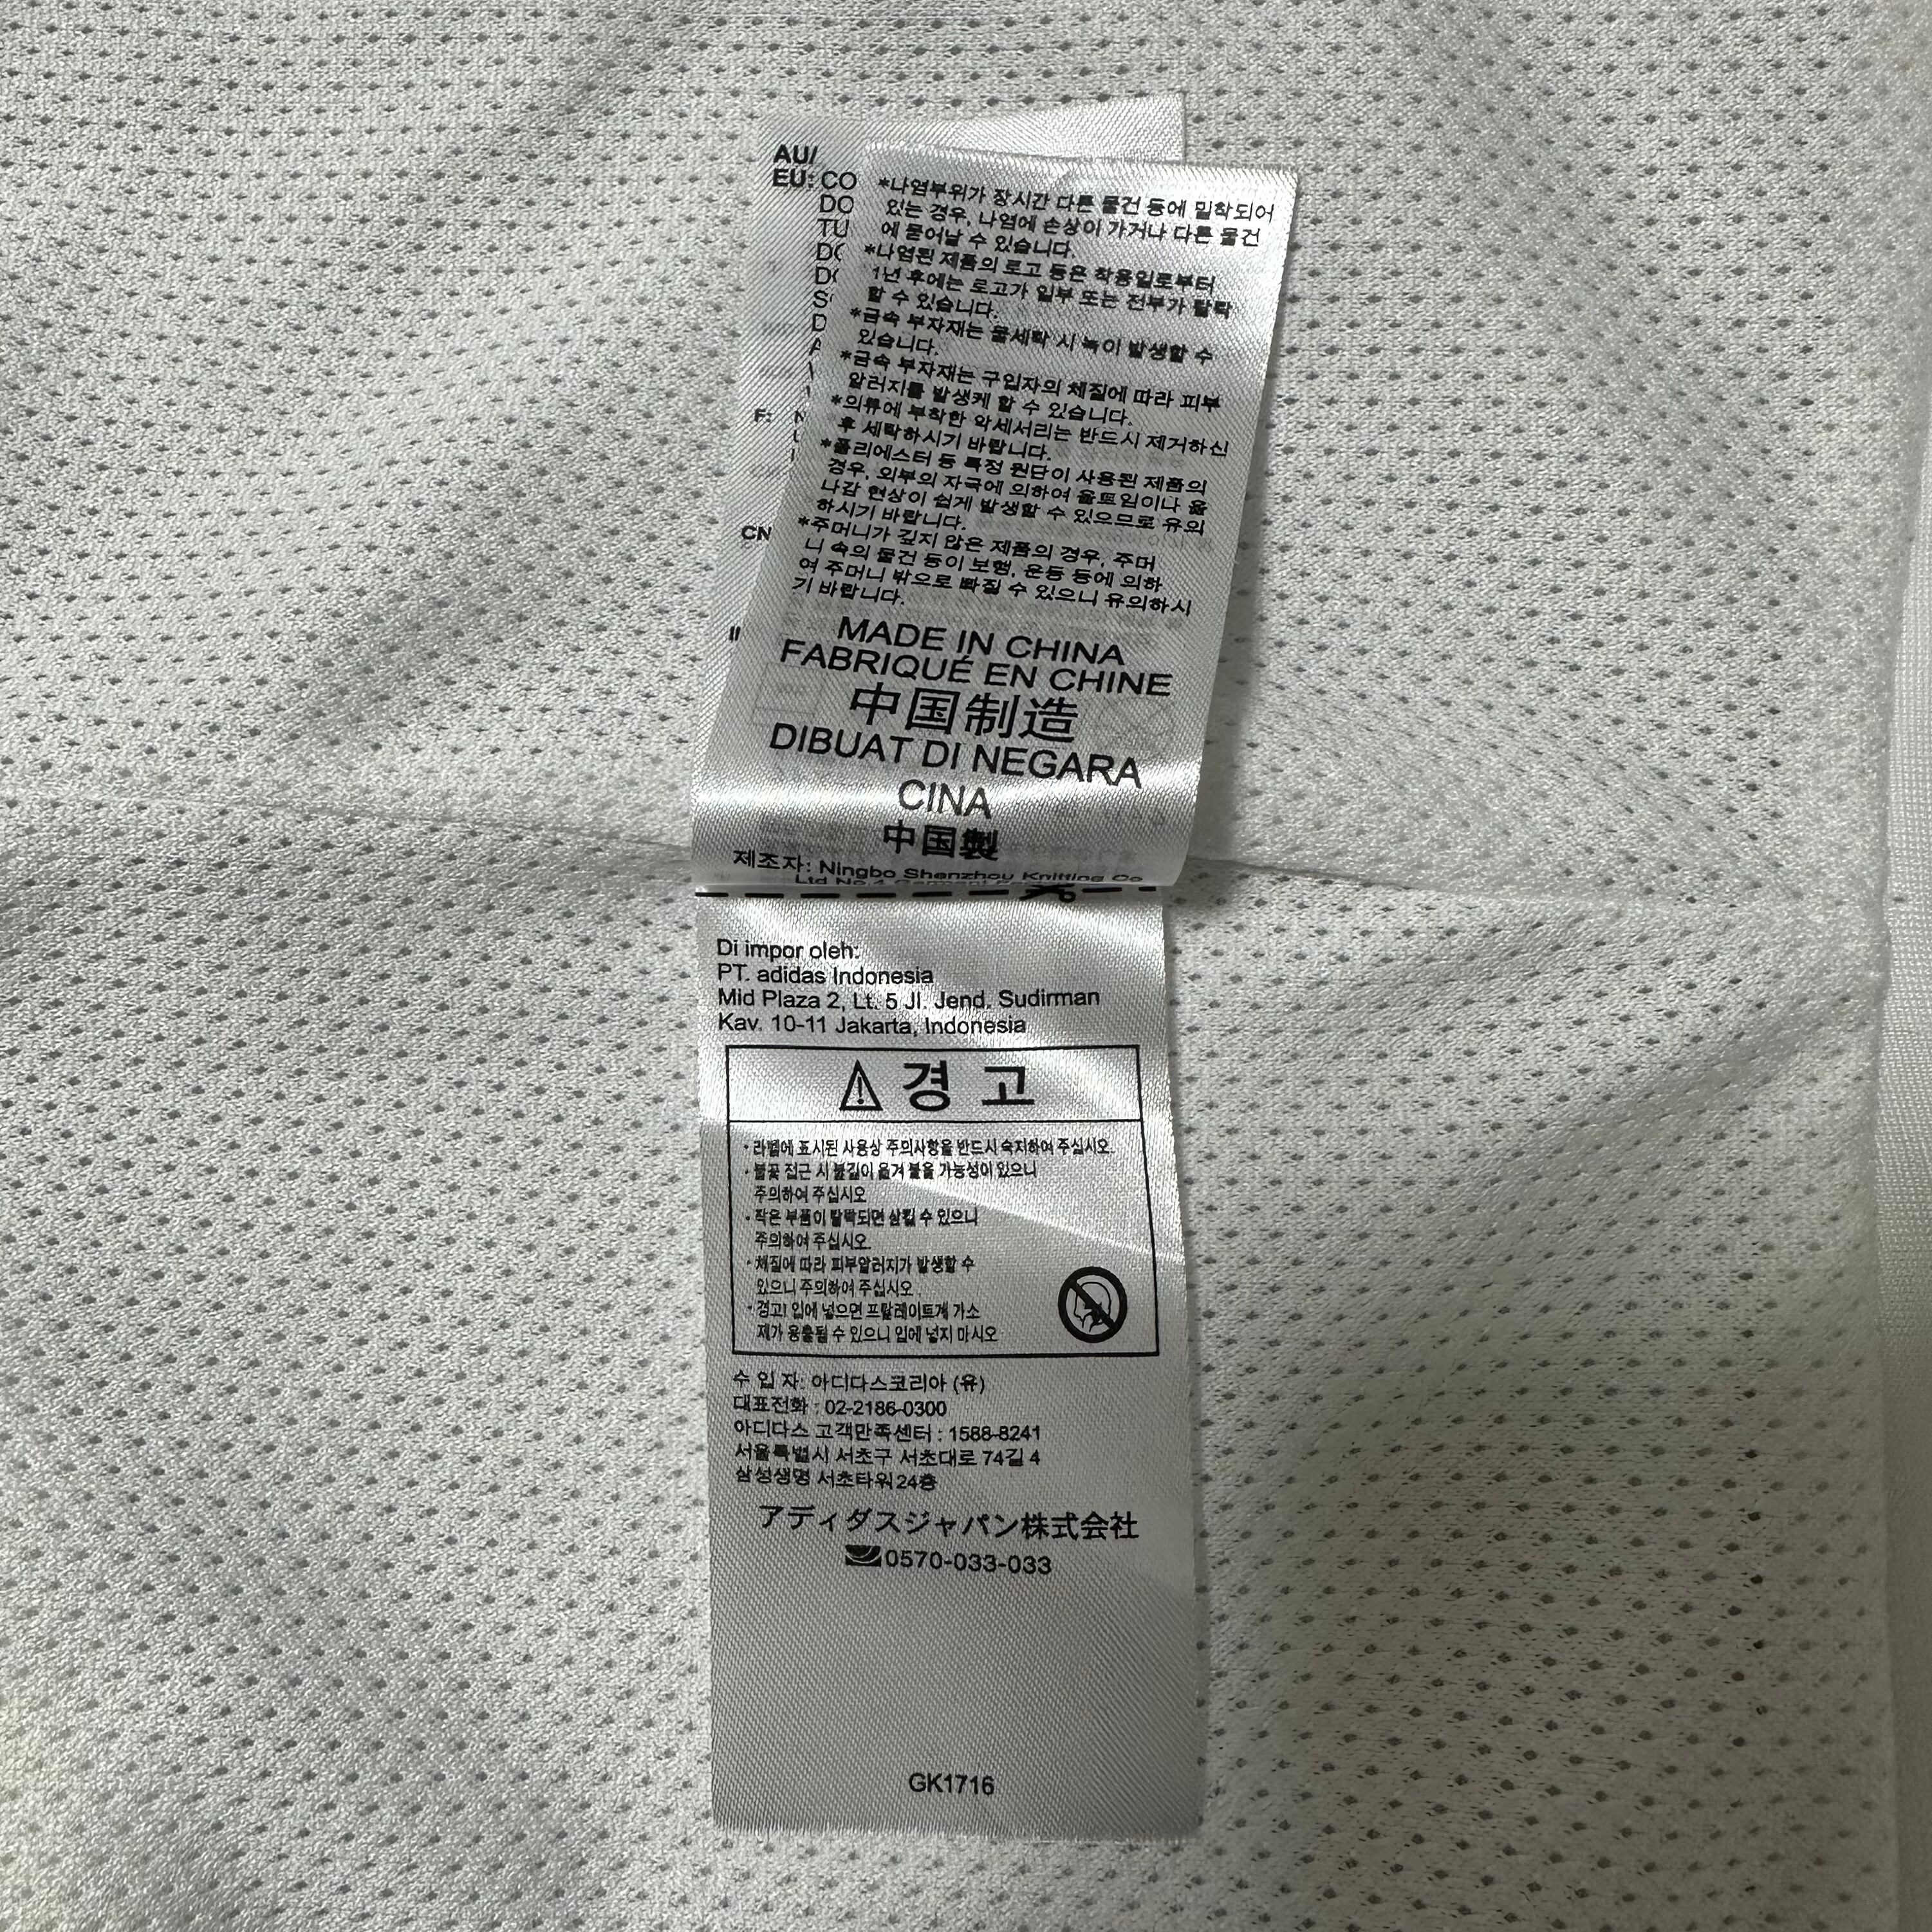 AU/
EU: CO
DO
TU
DO
F: N
CN
*나염부위가 장시간 다른 물건 등에 밀착되어
있는 경우, 나염에 손상이 가거나 다른 물건
에 묻어날 수 있습니다.
*나염된 제품의 로고 등은 착용일로부터
1년 후에는 로고가 일부 또는 전부가 탈락
할 수 있습니다.
*금속 부자재는 물세탁 시 녹이 발생할 수
있습니다.
*금속 부자재는 구입자의 체질에 따라 피부
알러지를 발생케 할 수 있습니다.
*의류에 부착한 악세서리는 반드시 제거하신
후 세탁하시기 바랍니다.
*폴리에스터 등 특정 원단이 사용된 제품의
경우, 외부의 자극에 의하여 올트임이나 올
나감 현상이 쉽게 발생할 수 있으므로 유의
하시기 바랍니다.
*주머니가 깊지 않은 제품의 경우, 주머
니 속의 물건 등이 보행, 운동 등에 의하
여 주머니 밖으로 빠질 수 있으니 유의하시
기 바랍니다.
MADE IN CHINA
FABRIQUÉ EN CHINE
中国制造
DIBUAT DI NEGARA
CINA
中国製
제조자: Ningbo Shenzhou Knitting Co
Ltd No.4 Garment
Di impor oleh:
PT. adidas Indonesia
Mid Plaza 2, Lt. 5 Jl. Jend. Sudirman
Kav. 10-11 Jakarta, Indonesia
경 고
· 라벨에 표시된 사용상 주의사항을 반드시 숙지하여 주십시오.
· 불꽃 접근 시 불길이 옮겨 붙을 가능성이 있으니
주의하여 주십시오
· 작은 부품이 탈락되면 삼킬 수 있으니
주의하여 주십시오.
· 체질에 따라 피부알러지가 발생할 수
있으니 주의하여 주십시오
· 경고! 입에 넣으면 프탈레이트계 가소
제가 용출될 수 있으니 입에 넣지 마시오
수 입 자: 아디다스코리아 (유)
대표전화 : 02-2186-0300
아디다스 고객만족센터 : 1588-8241
서울특별시 서초구 서초대로 74길 4
삼성생명 서초타워 24층
アディダスジャパン株式会社
0570-033-033
GK1716